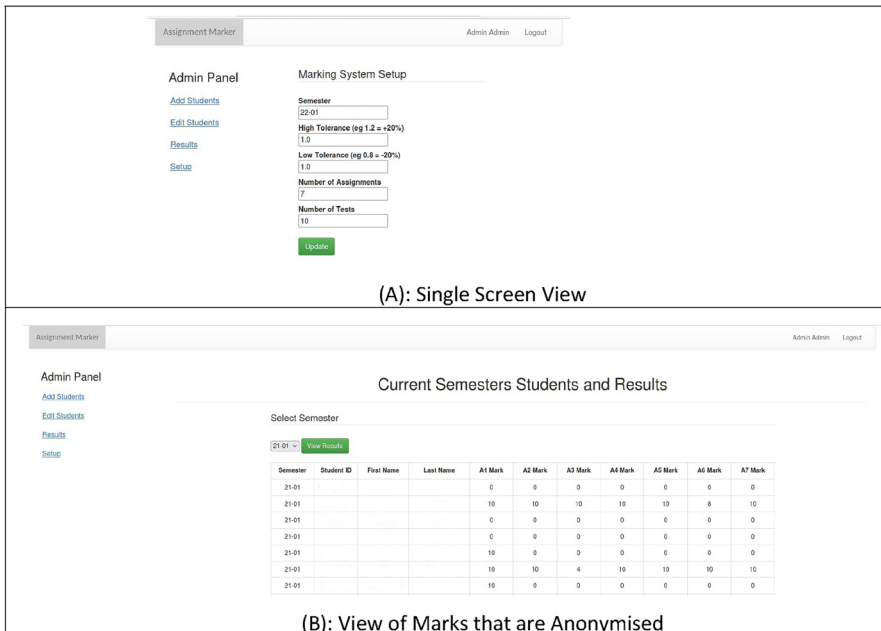 Assignment Marker Admin Admin Logout
Admin Panel
Add Students
Edit Students
Results
Setup
Marking System Setup
Semester
22-01
High Tolerance (eg 1.2 = +20%)
1.0
Low Tolerance (eg 0.8 = -20%)
1.0
Number of Assignments
7
Number of Tests
10
Update
(A): Single Screen View
Assignment Marker Admin Admin Logout
Admin Panel
Add Students
Edit Students
Results
Setup
Current Semesters Students and Results
Select Semester
21-01 View Results
Semester Student ID First Name Last Name A1 Mark A2 Mark A3 Mark A4 Mark A5 Mark A6 Mark A7 Mark
21-01 0 0 0 0 0 0 0
21-01 10 10 10 10 10 8 10
21-01 0 0 0 0 0 0 0
21-01 0 0 0 0 0 0 0
21-01 10 0 0 0 0 0 0
21-01 10 10 4 10 10 10 10
21-01 10 0 0 0 0 0 0
(B): View of Marks that are Anonymised